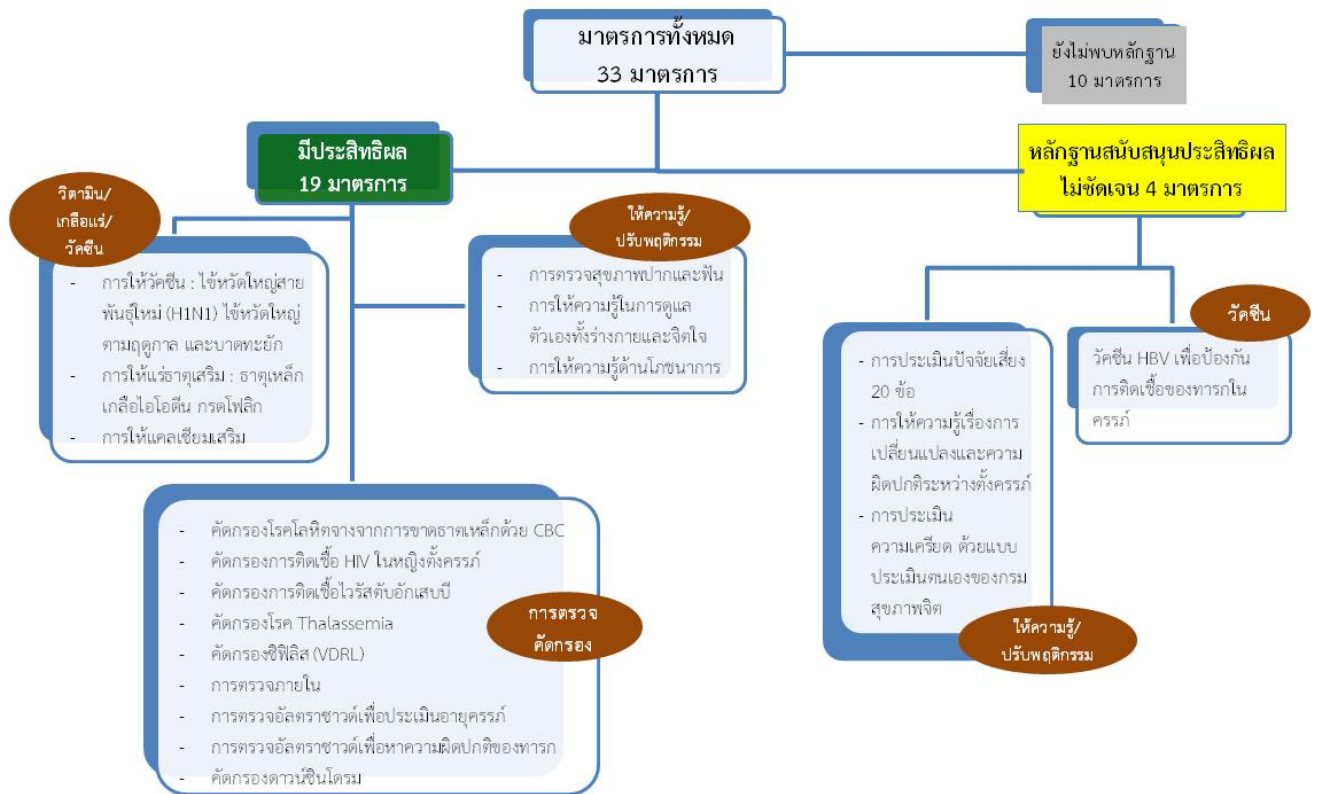 มาตรการทั้งหมด
33 มาตรการ
ยังไม่พบหลักฐาน
10 มาตรการ
มีประสิทธิผล
19 มาตรการ
หลักฐานสนับสนุนประสิทธิผล
ไม่ชัดเจน 4 มาตรการ
วิตามิน/
เกลือแร่/
วัคซีน
- การให้วัคซีน : ไข้หวัดใหญ่สาย
พันธุ์ใหม่ (H1N1) ไข้หวัดใหญ่
ตามฤดูกาล และบาดทะยัก
- การให้แร่ธาตุเสริม : ธาตุเหล็ก
เกลือไอโอดีน กรดโฟลิก
- การให้แคลเซียมเสริม
ให้ความรู้/
ปรับพฤติกรรม
- การตรวจสุขภาพปากและฟัน
- การให้ความรู้ในการดูแล
ตัวเองทั้งร่างกายและจิตใจ
- การให้ความรู้ด้านโภชนาการ
- คัดกรองโรคโลหิตจางจากการขาดธาตุเหล็กด้วย CBC
- คัดกรองการติดเชื้อ HIV ในหญิงตั้งครรภ์
- คัดกรองการติดเชื้อไวรัสตับอักเสบบี
- คัดกรองโรค Thalassemia
- คัดกรองซิฟิลิส (VDRL)
- การตรวจภายใน
- การตรวจอัลตราซาวด์เพื่อประเมินอายุครรภ์
- การตรวจอัลตราซาวด์เพื่อหาความผิดปกติของทารก
- คัดกรองดาวน์ซินโดรม
การตรวจ
คัดกรอง
- การประเมินปัจจัยเสี่ยง
20 ข้อ
- การให้ความรู้เรื่องการ
เปลี่ยนแปลงและความ
ผิดปกติระหว่างตั้งครรภ์
- การประเมิน
ความเครียด ด้วยแบบ
ประเมินตนเองของกรม
สุขภาพจิต
ให้ความรู้/
ปรับพฤติกรรม
วัคซีน
วัคซีน HBV เพื่อป้องกัน
การติดเชื้อของทารกใน
ครรภ์